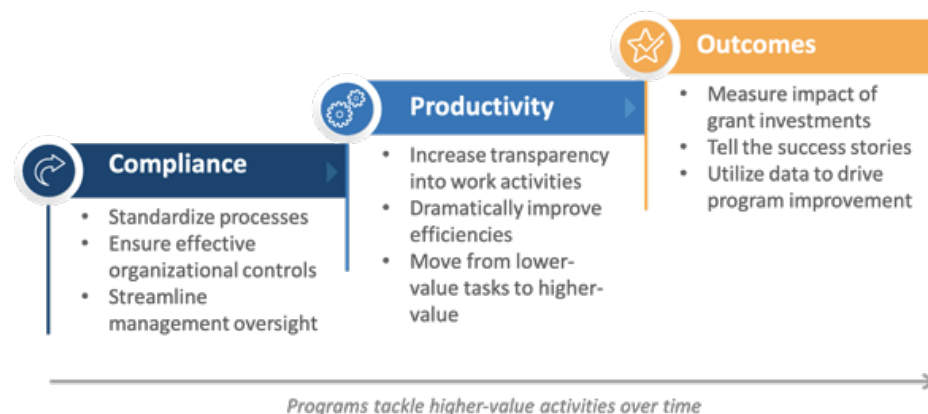 Compliance
• Standardize processes
• Ensure effective
organizational controls
• Streamline
management oversight
Productivity
• Increase transparency
into work activities
• Dramatically improve
efficiencies
• Move from lower-
value tasks to higher-
value
Outcomes
• Measure impact of
grant investments
• Tell the success stories
• Utilize data to drive
program improvement
Programs tackle higher-value activities over time